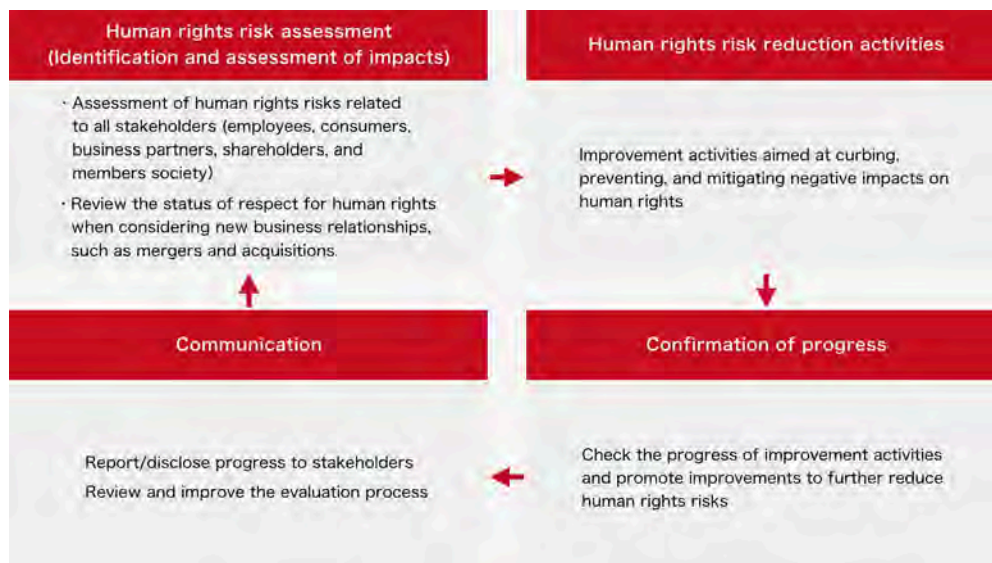 Human rights risk assessment
(Identification and assessment of impacts)
・Assessment of human rights risks related
to all stakeholders (employees, consumers,
business partners, shareholders, and
members society)
・Review the status of respect for human rights
when considering new business relationships,
such as mergers and acquisitions.
Human rights risk reduction activities
Improvement activities aimed at curbing,
preventing, and mitigating negative impacts on
human rights
Confirmation of progress
Check the progress of improvement activities
and promote improvements to further reduce
human rights risks
Communication
Report/disclose progress to stakeholders
Review and improve the evaluation process